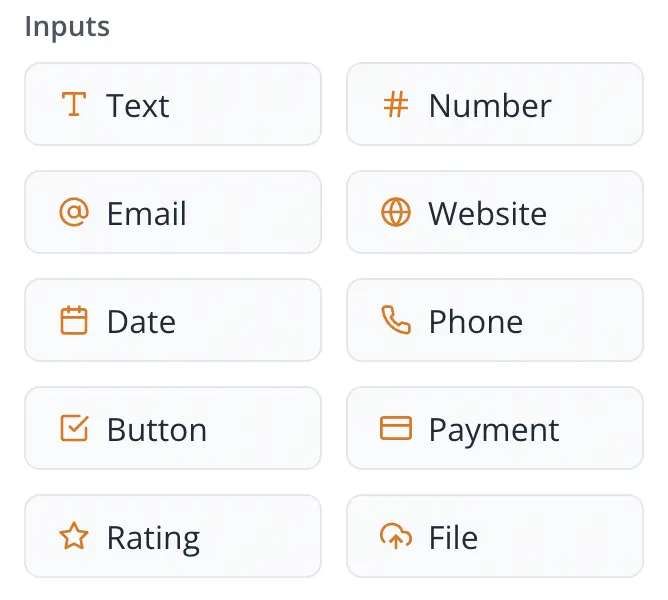 Inputs
Text
Number
Email
Website
Date
Phone
Button
Payment
Rating
File